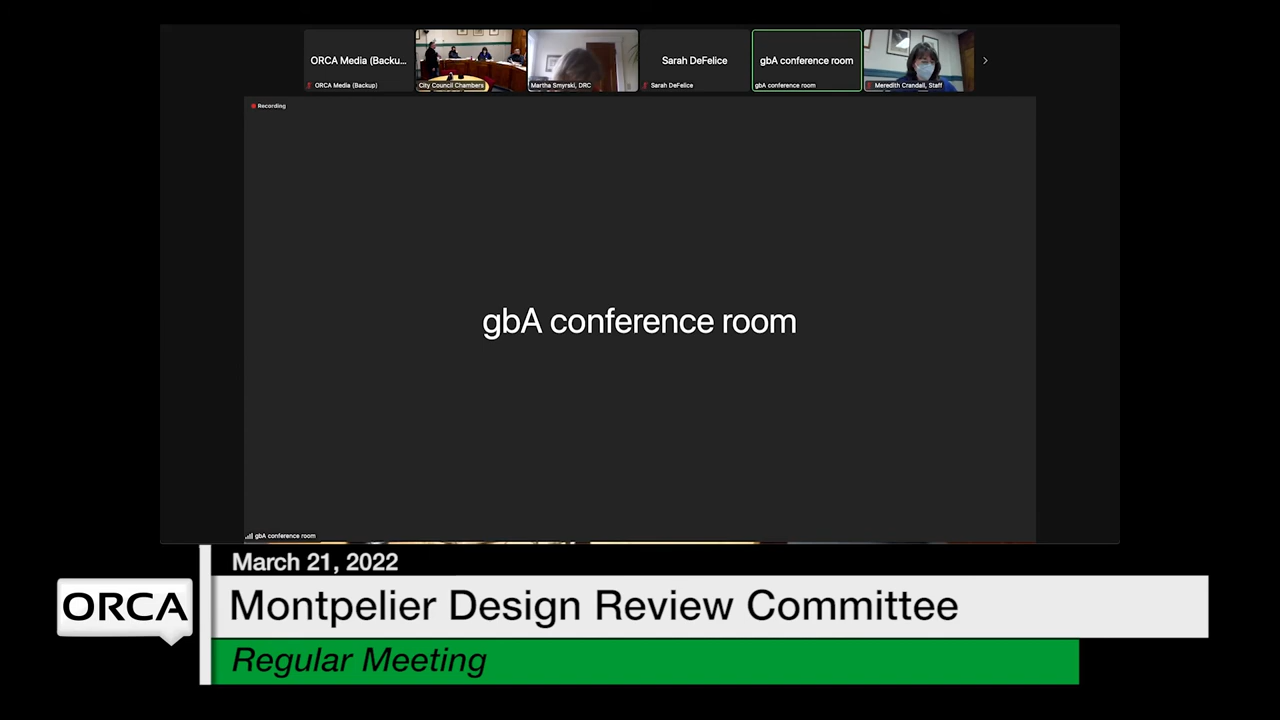 ORCA Media (Backu...
Sarah DeFelice
gbA conference room
ORCA Media (Backup)
City Council Chambers
Martha Smyrski, DRC
Sarah DeFelice
gbA conference room
Meredith Crandall, Staff
Recording
gbA conference room
gbA conference room
March 21, 2022
ORCA
Montpelier Design Review Committee
Regular Meeting